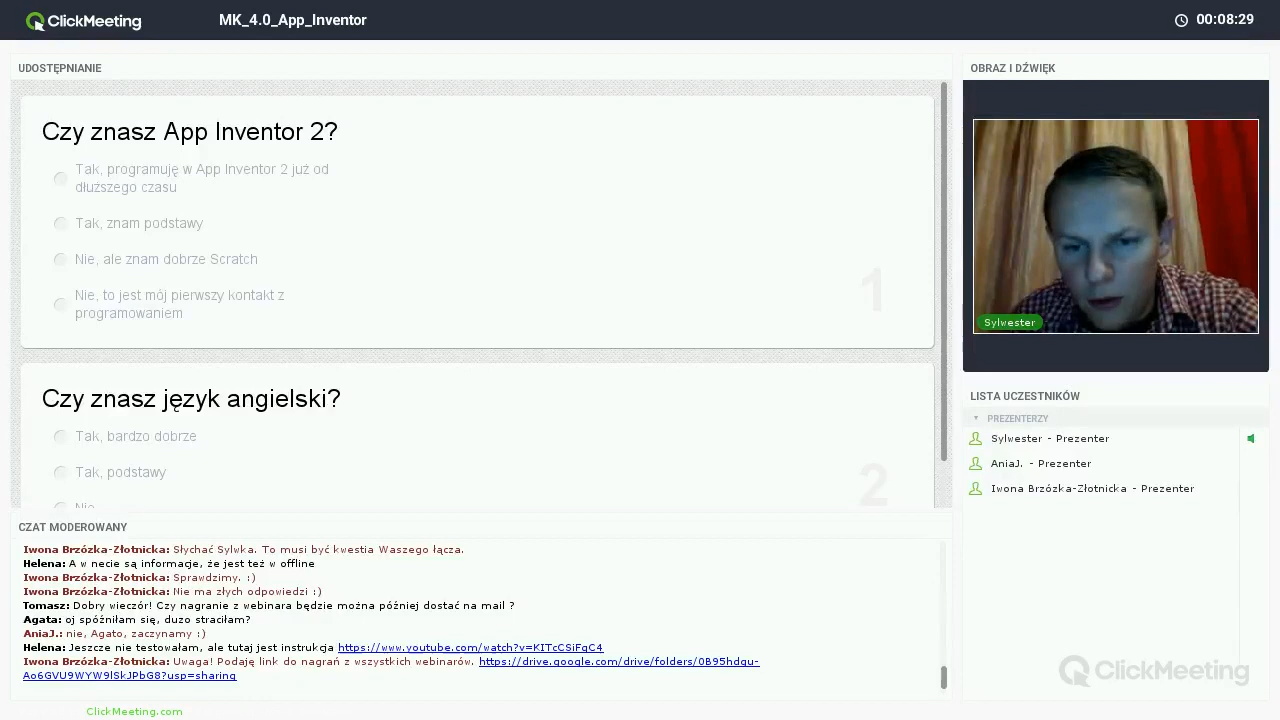 ClickMeeting
MK_4.0_App_Inventor
00:08:29
UDOSTĘPNIANIE
Czy znasz App Inventor 2?
Tak, programuję w App Inventor 2 już od
dłuższego czasu
Tak, znam podstawy
Nie, ale znam dobrze Scratch
Nie, to jest mój pierwszy kontakt z
programowaniem
1
Czy znasz język angielski?
Tak, bardzo dobrze
Tak, podstawy
Nie
2
CZAT MODEROWANY
Iwona Brzózka-Złotnicka: Słychać Sylwka. To musi być kwestia Waszego łącza.
Helena: A w necie są informacje, że jest też w offline
Iwona Brzózka-Złotnicka: Sprawdzimy. :)
Iwona Brzózka-Złotnicka: Nie ma złych odpowiedzi :)
Tomasz: Dobry wieczór! Czy nagranie z webinara będzie można później dostać na mail ?
Agata: oj spóźniłam się, duzo straciłam?
AniaJ.: nie, Agato, zaczynamy :)
Helena: Jeszcze nie testowałam, ale tutaj jest instrukcja https://www.youtube.com/watch?v=KITcCSiFqC4
Iwona Brzózka-Złotnicka: Uwaga! Podaję link do nagrań z wszystkich webinarów. https://drive.google.com/drive/folders/0B95hdqu-
Ao6GVU9WYW9lSkJPbG8?usp=sharing
ClickMeeting.com
OBRAZ I DŹWIĘK
Sylwester
LISTA UCZESTNIKÓW
PREZENTERZY
Sylwester - Prezenter
AniaJ. - Prezenter
Iwona Brzózka-Złotnicka - Prezenter
ClickMeeting